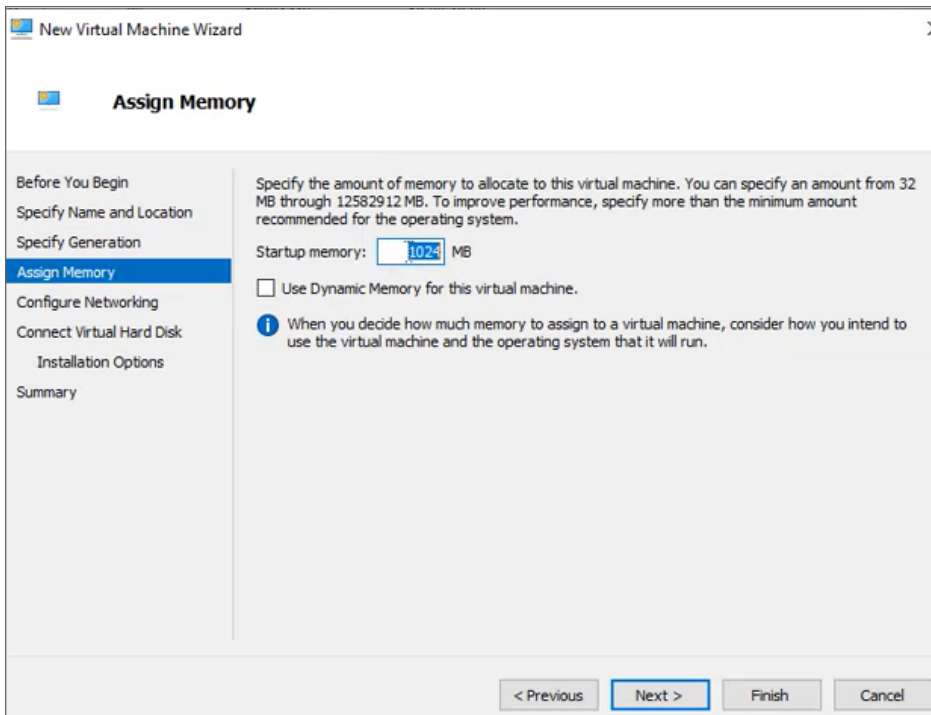 New Virtual Machine Wizard
Assign Memory
Before You Begin
Specify Name and Location
Specify Generation
Assign Memory
Configure Networking
Connect Virtual Hard Disk
Installation Options
Summary
Specify the amount of memory to allocate to this virtual machine. You can specify an amount from 32
MB through 12582912 MB. To improve performance, specify more than the minimum amount
recommended for the operating system.
Startup memory: 1024 MB
Use Dynamic Memory for this virtual machine.
When you decide how much memory to assign to a virtual machine, consider how you intend to
use the virtual machine and the operating system that it will run.
< Previous Next > Finish Cancel